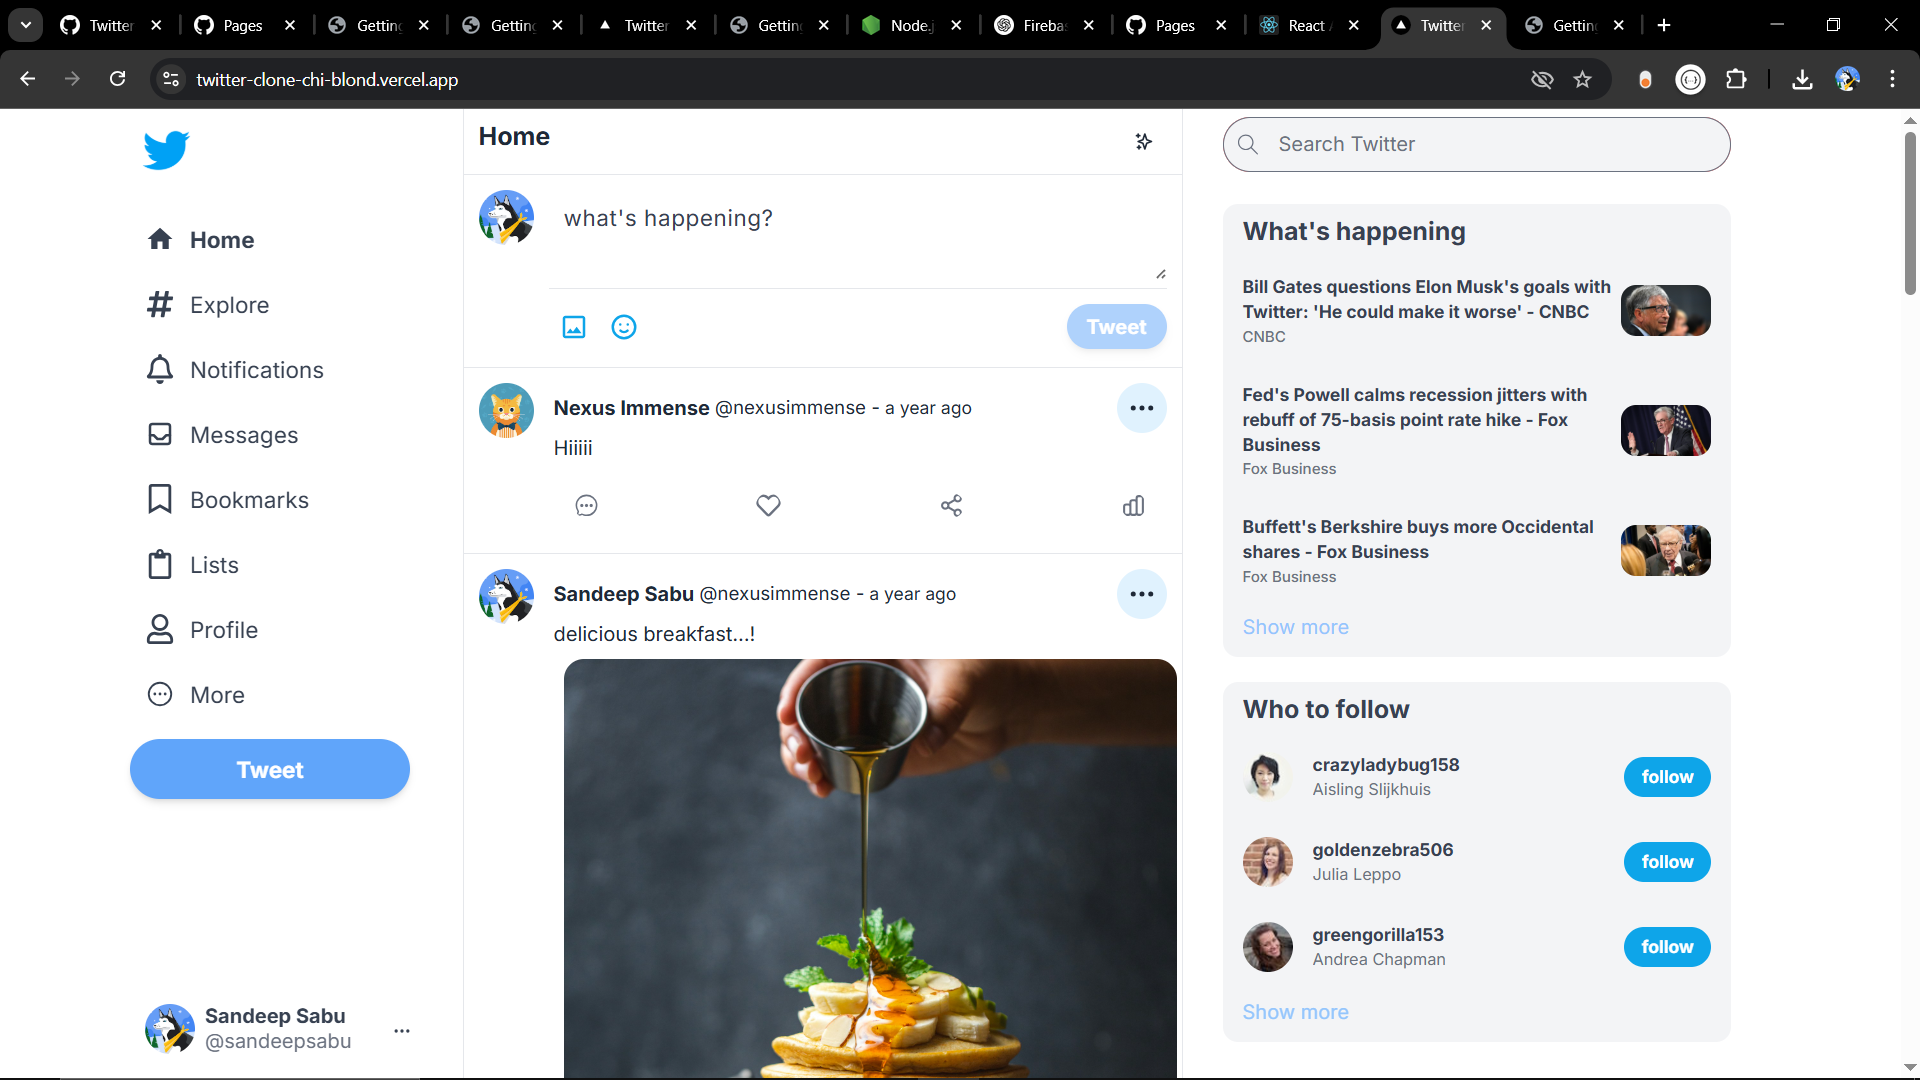 Twitter
Pages
Getting
Getting
Twitter
Getting
Node.j
Fireba
Pages
React
Twitter
Getting
twitter-clone-chi-blond.vercel.app
Home
Explore
Notifications
Messages
Bookmarks
Lists
Profile
More
Tweet
Sandeep Sabu
@sandeepsabu
Home
what's happening?
Tweet
Nexus Immense @nexusimmense - a year ago
Hiiiii
Sandeep Sabu @nexusimmense - a year ago
delicious breakfast...!
Search Twitter
What's happening
Bill Gates questions Elon Musk's goals with
Twitter: 'He could make it worse' - CNBC
CNBC
Fed's Powell calms recession jitters with
rebuff of 75-basis point rate hike - Fox
Business
Fox Business
Buffett's Berkshire buys more Occidental
shares - Fox Business
Fox Business
Show more
Who to follow
crazyladybug158
Aisling Slijkhuis
follow
goldenzebra506
Julia Leppo
follow
greengorilla153
Andrea Chapman
follow
Show more